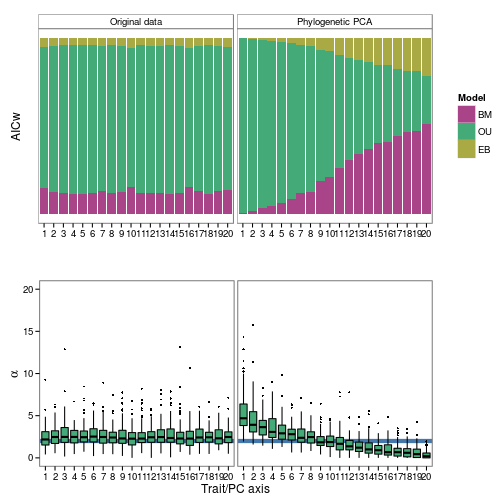 Original data Phylogenetic PCA
AICw
Model
BM
OU
EB
1 2 3 4 5 6 7 8 9 10 11 12 13 14 15 16 17 18 19 20 1 2 3 4 5 6 7 8 9 10 11 12 13 14 15 16 17 18 19 20
20
15
10
5
0
α
1 2 3 4 5 6 7 8 9 10 11 12 13 14 15 16 17 18 19 20 1 2 3 4 5 6 7 8 9 10 11 12 13 14 15 16 17 18 19 20
Trait/PC axis